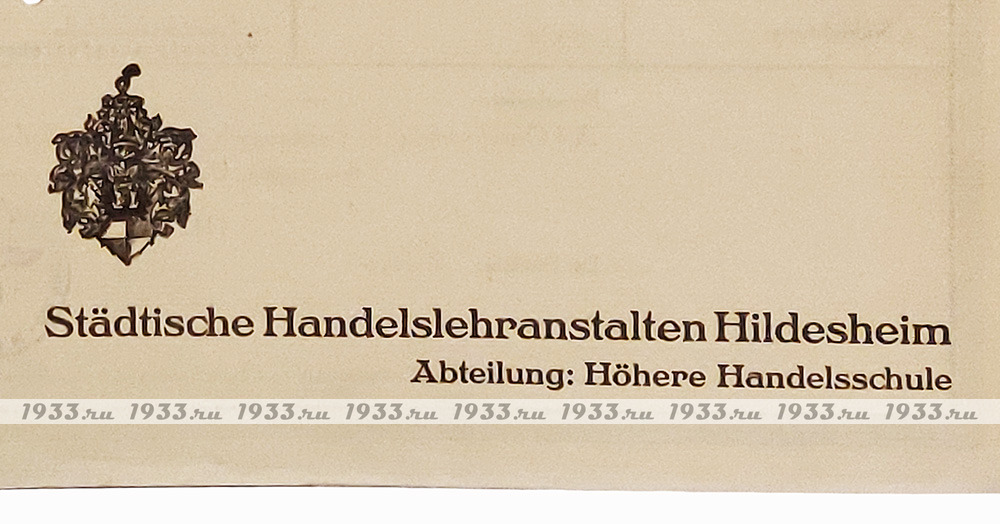 Städtische Handelslehranstalten Hildesheim
Abteilung: Höhere Handelsschule
1933.ru 1933.ru 1933.ru 1933.ru 1933.ru 1933.ru 1933.ru 1933.ru 1933.ru